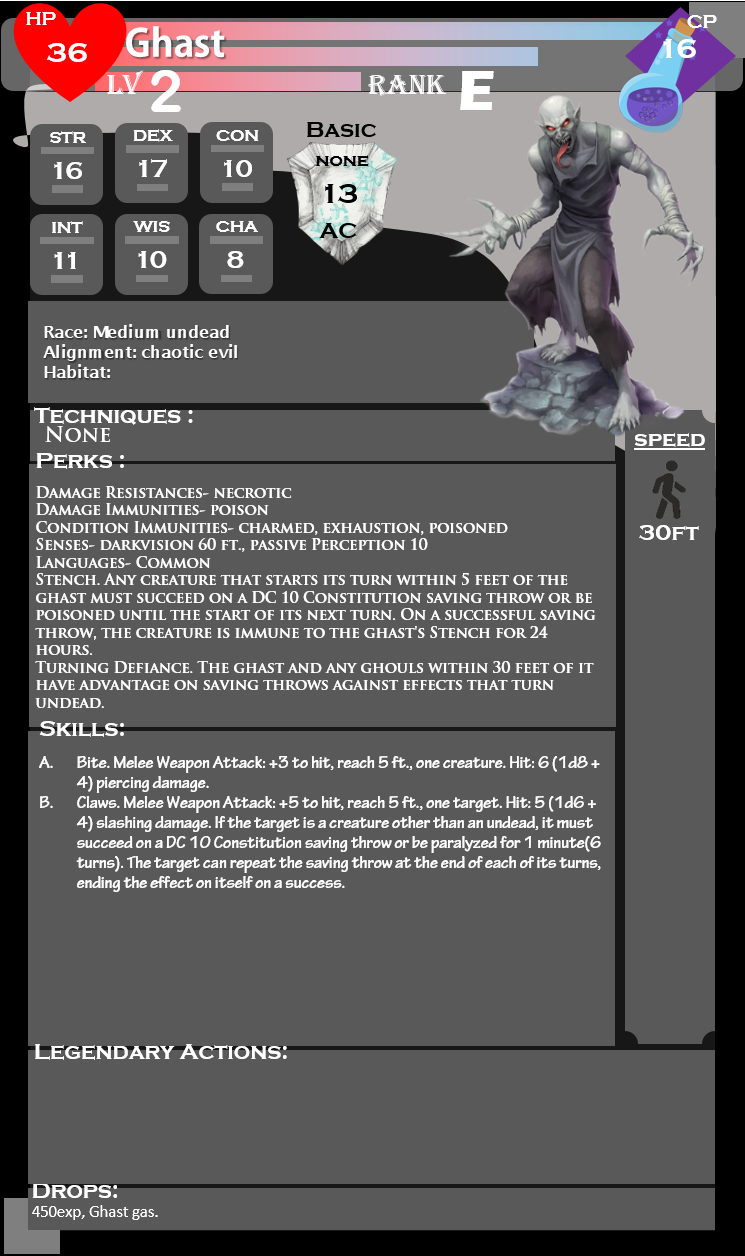 HP
36
Ghast
CP
16
LV 2 RANK E
STR
16
DEX
17
CON
10
INT
11
WIS
10
CHA
8
Basic
NONE
13
AC
Race: Medium undead
Alignment: chaotic evil
Habitat:
Techniques :
None
Perks :
Damage Resistances- necrotic
Damage Immunities- poison
Condition Immunities- charmed, exhaustion, poisoned
Senses- darkvision 60 ft., passive Perception 10
Languages- Common
Stench. Any creature that starts its turn within 5 feet of the
ghast must succeed on a DC 10 Constitution saving throw or be
poisoned until the start of its next turn. On a successful saving
throw, the creature is immune to the ghast's Stench for 24
hours.
Turning Defiance. The ghast and any ghouls within 30 feet of it
have advantage on saving throws against effects that turn
undead.
SPEED
30FT
Skills:
A. Bite. Melee Weapon Attack: +3 to hit, reach 5 ft., one creature. Hit: 6 (1d8 +
4) piercing damage.
B. Claws. Melee Weapon Attack: +5 to hit, reach 5 ft., one target. Hit: 5 (1d6 +
4) slashing damage. If the target is a creature other than an undead, it must
succeed on a DC 10 Constitution saving throw or be paralyzed for 1 minute(6
turns). The target can repeat the saving throw at the end of each of its turns,
ending the effect on itself on a success.
Legendary Actions:
Drops:
450exp, Ghast gas.